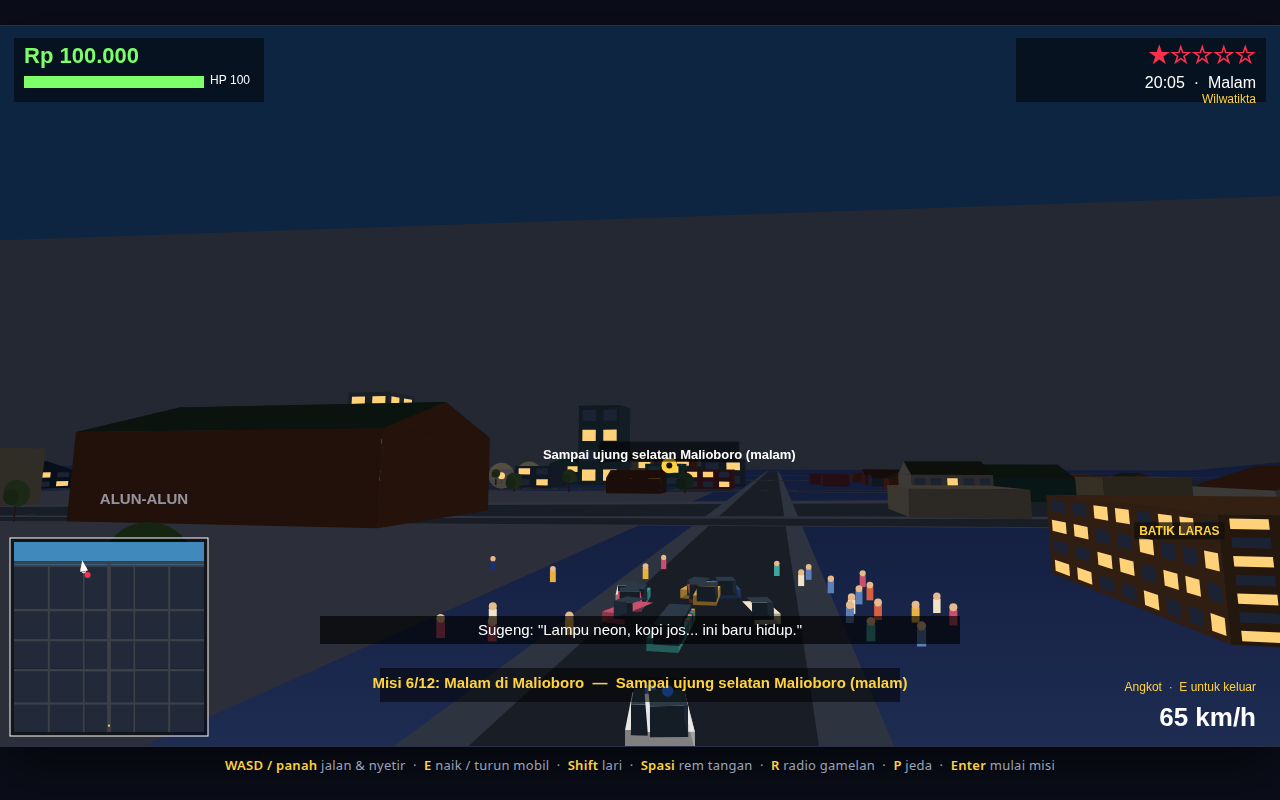 Rp 100.000
HP 100
★☆☆☆☆
20:05 · Malam
Wilwatikta
Sampai ujung selatan Malioboro (malam)
ALUN-ALUN
BATIK LARAS
Sugeng: "Lampu neon, kopi jos... ini baru hidup."
Misi 6/12: Malam di Malioboro — Sampai ujung selatan Malioboro (malam)
Angkot · E untuk keluar
65 km/h
WASD / panah jalan & nyetir · E naik / turun mobil · Shift lari · Spasi rem tangan · R radio gamelan · P jeda · Enter mulai misi